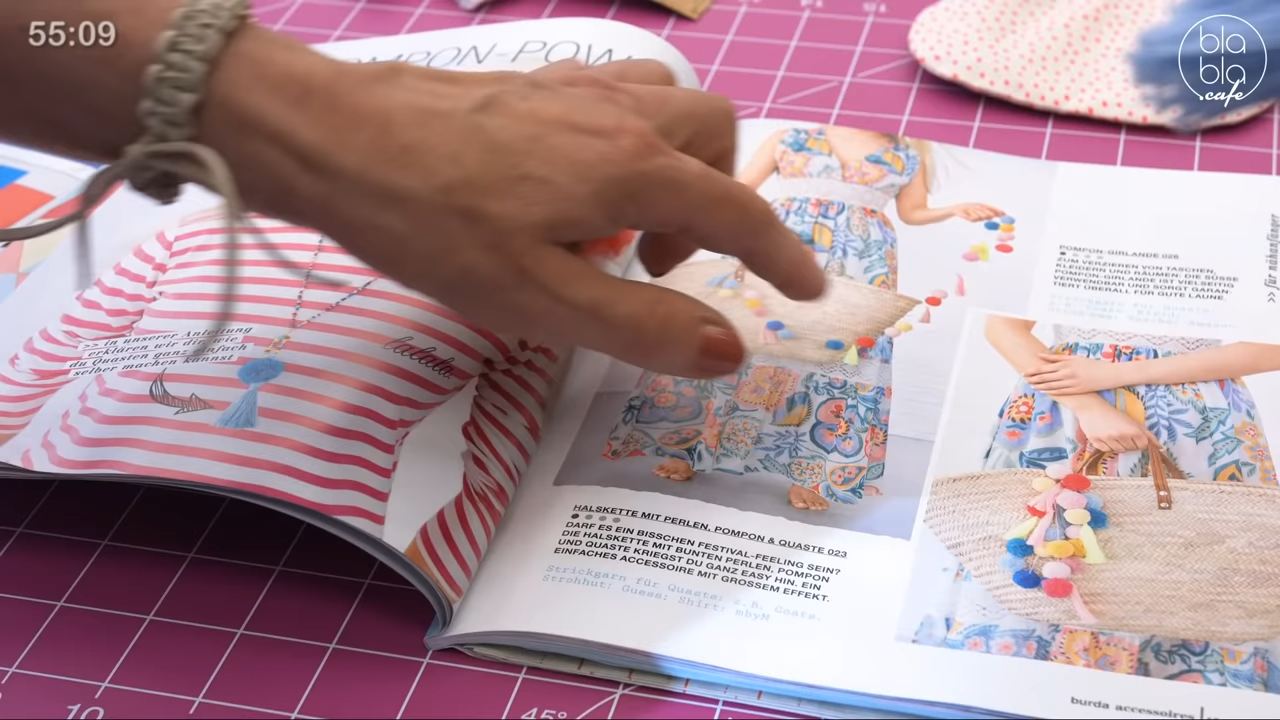 55:09
bla
bla
.cafe
POMPON-POW
>> in unserer Anleitung
erklären wir dir, wie
du Quasten ganz einfach
selber machen kannst
lallala.
POMPON-GIRLANDE 026
ZUM VERZIEREN VON TASCHEN,
KLEIDERN UND RÄUMEN: DIE SÜSSE
POMPON-GIRLANDE IST VIELSEITIG
VERWENDBAR UND SORGT GARAN-
TIERT ÜBERALL FÜR GUTE LAUNE.
>> für nähanfänger
HALSKETTE MIT PERLEN, POMPON & QUASTE 023
DARF ES EIN BISSCHEN FESTIVAL-FEELING SEIN?
DIE HALSKETTE MIT BUNTEN PERLEN, POMPON
UND QUASTE KRIEGST DU GANZ EASY HIN. EIN
EINFACHES ACCESSOIRE MIT GROSSEM EFFEKT.
Strickgarn für Quaste: z.B. Coats.
Strohhut: Guess; Shirt: mbyM
burda accessoires
10
45°